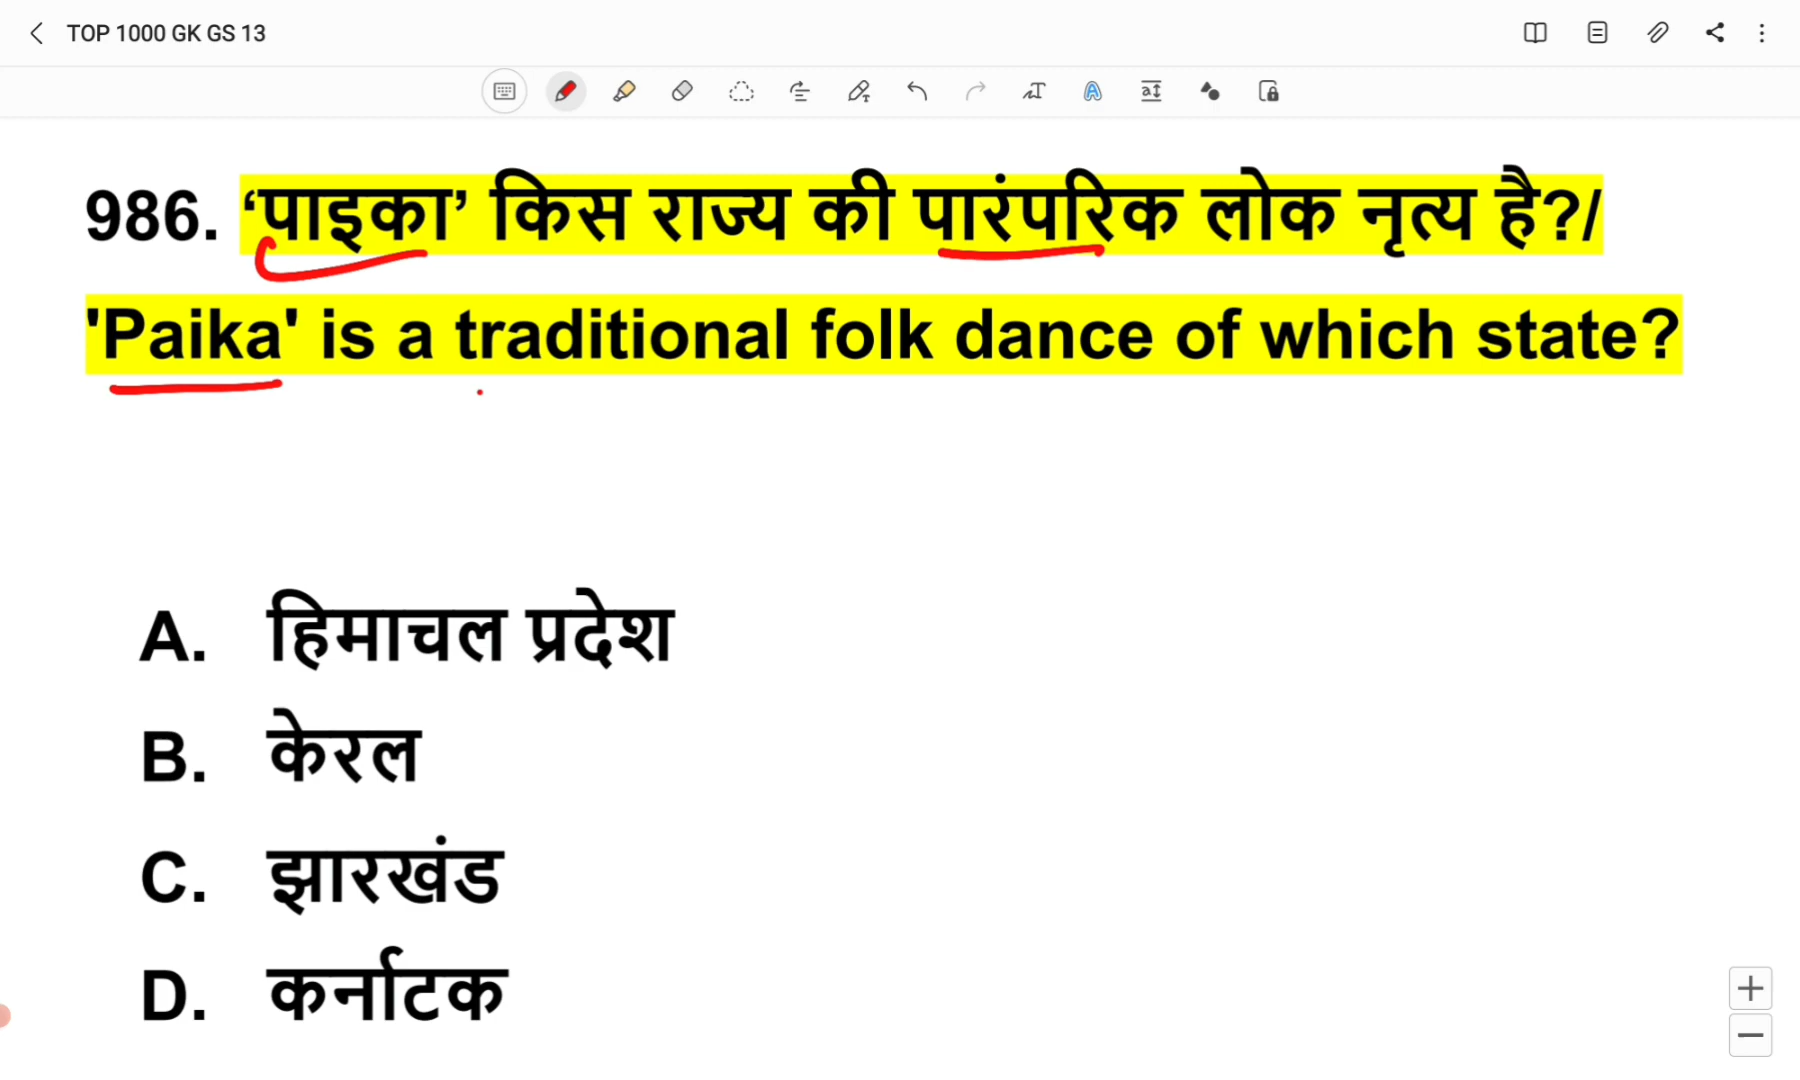 TOP 1000 GK GS 13
986. ‘पाइका’ किस राज्य की पारंपरिक लोक नृत्य है?/
'Paika' is a traditional folk dance of which state?
A. हिमाचल प्रदेश
B. केरल
C. झारखंड
D. कर्नाटक